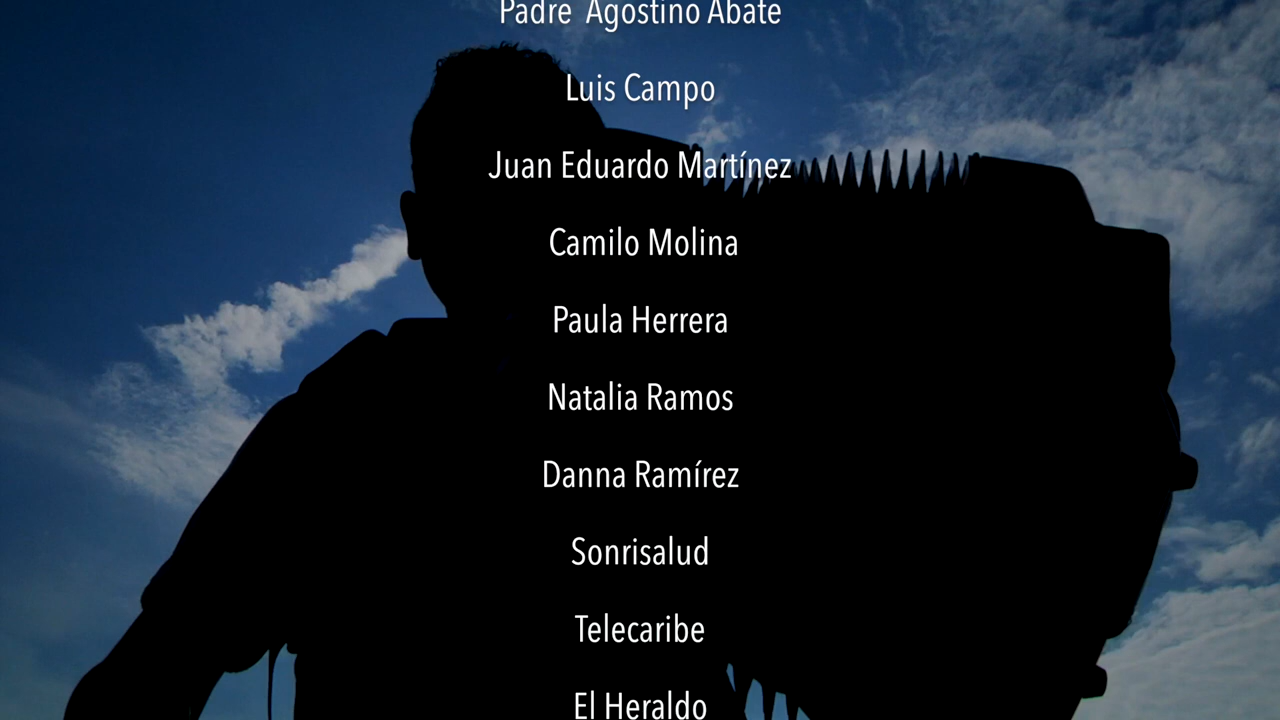 Padre Agostino Abate
Luis Campo
Juan Eduardo Martínez
Camilo Molina
Paula Herrera
Natalia Ramos
Danna Ramírez
Sonrisalud
Telecaribe
El Heraldo